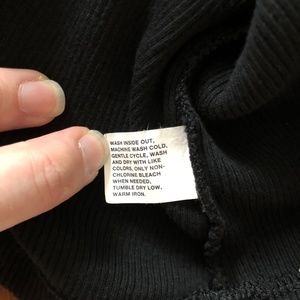 WASH INSIDE OUT,
MACHINE WASH COLD,
GENTLE CYCLE, WASH
AND DRY WITH LIKE
COLORS, ONLY NON-
CHLORINE BLEACH
WHEN NEEDED,
TUMBLE DRY LOW,
WARM IRON.